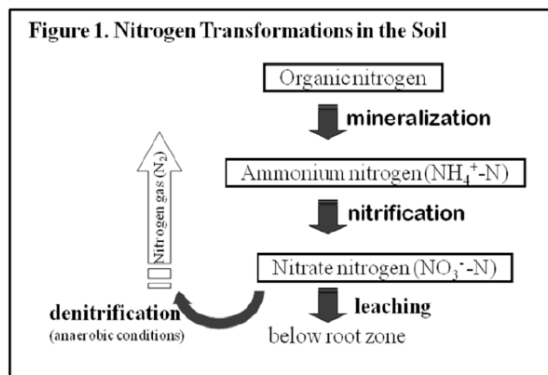 Figure 1. Nitrogen Transformations in the Soil
Organic nitrogen
mineralization
Ammonium nitrogen (NH₄⁺-N)
nitrification
Nitrate nitrogen (NO₃⁻-N)
leaching
below root zone
Nitrogen gas (N₂)
denitrification
(anaerobic conditions)